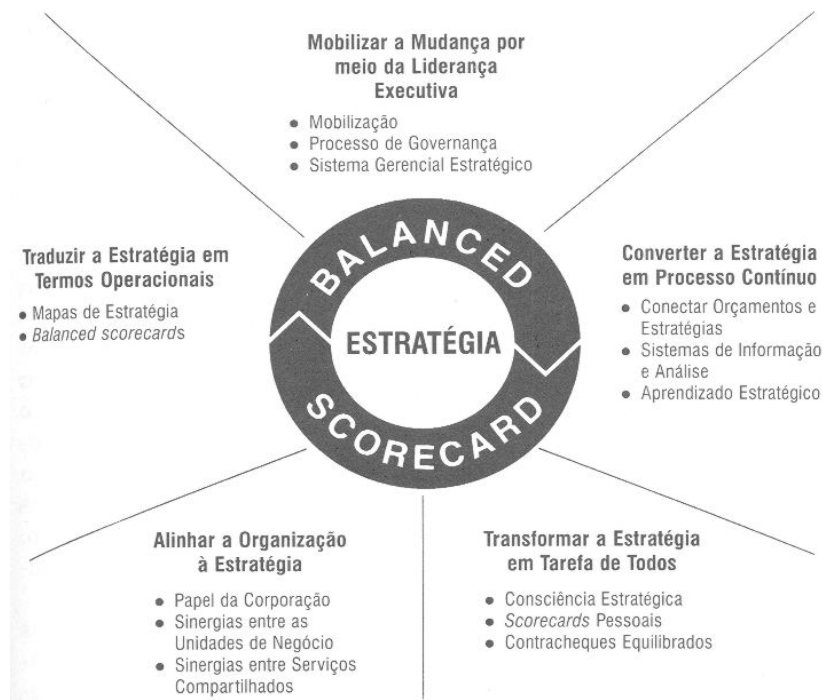 Mobilizar a Mudança por
meio da Liderança
Executiva
● Mobilização
● Processo de Governança
● Sistema Gerencial Estratégico
Traduzir a Estratégia em
Termos Operacionais
● Mapas de Estratégia
● Balanced scorecards
BALANCED
ESTRATÉGIA
SCORECARD
Converter a Estratégia
em Processo Contínuo
● Conectar Orçamentos e
Estratégias
● Sistemas de Informação
e Análise
● Aprendizado Estratégico
Alinhar a Organização
à Estratégia
● Papel da Corporação
● Sinergias entre as
Unidades de Negócio
● Sinergias entre Serviços
Compartilhados
Transformar a Estratégia
em Tarefa de Todos
● Consciência Estratégica
● Scorecards Pessoais
● Contracheques Equilibrados